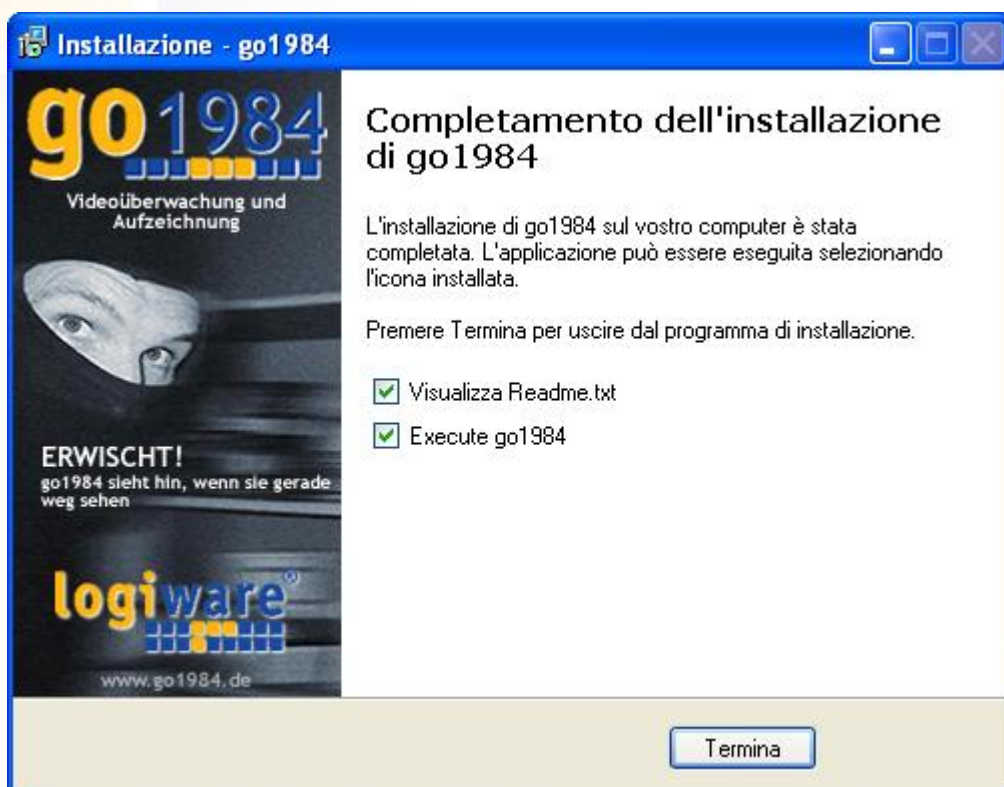 Installazione - go1984
go1984
Videoüberwachung und
Aufzeichnung
ERWISCHT!
go1984 sieht hin, wenn sie gerade
weg sehen
logiware®
www.go1984.de
Completamento dell'installazione
di go1984
L'installazione di go1984 sul vostro computer è stata
completata. L'applicazione può essere eseguita selezionando
l'icona installata.
Premere Termina per uscire dal programma di installazione.
Visualizza Readme.txt
Execute go1984
Termina